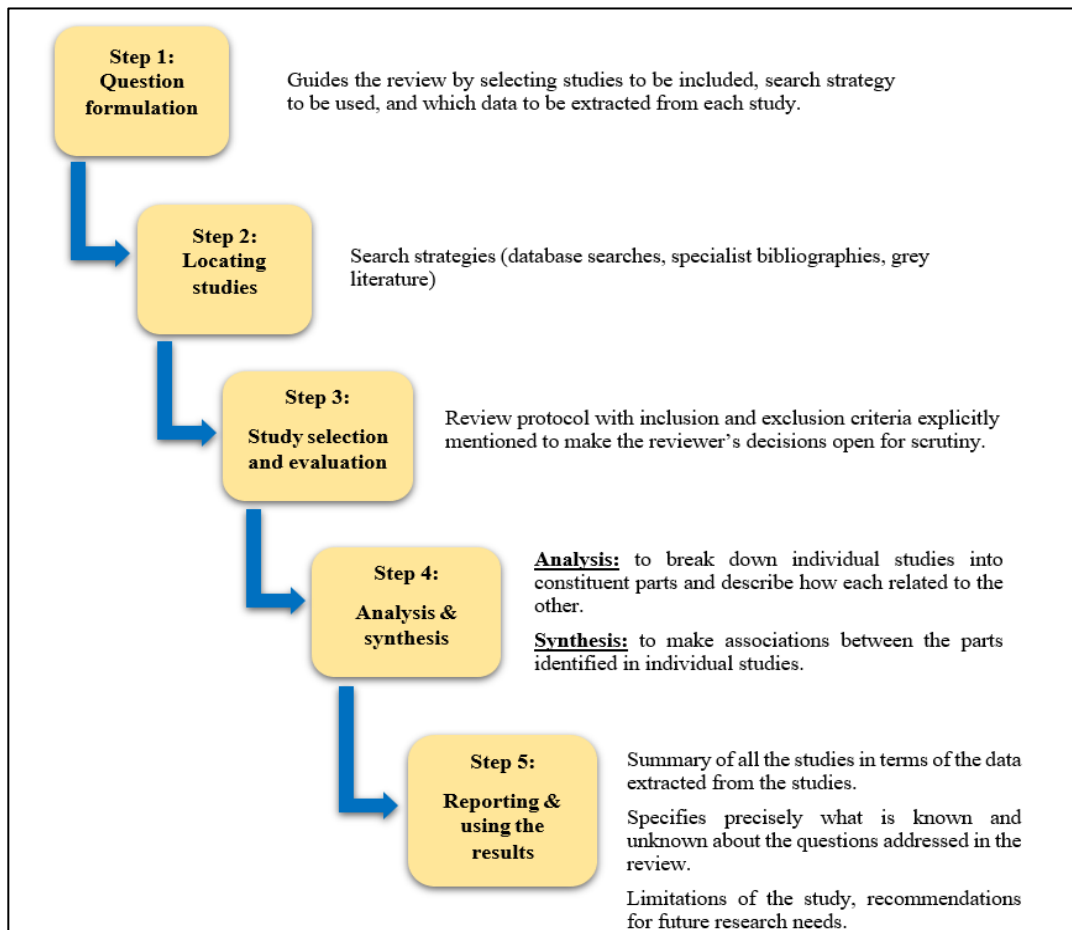 Step 1:
Question
formulation
Guides the review by selecting studies to be included, search strategy
to be used, and which data to be extracted from each study.
Step 2:
Locating
studies
Search strategies (database searches, specialist bibliographies, grey
literature)
Step 3:
Study selection
and evaluation
Review protocol with inclusion and exclusion criteria explicitly
mentioned to make the reviewer’s decisions open for scrutiny.
Step 4:
Analysis &
synthesis
Analysis: to break down individual studies into
constituent parts and describe how each related to the
other.
Synthesis: to make associations between the parts
identified in individual studies.
Step 5:
Reporting &
using the
results
Summary of all the studies in terms of the data
extracted from the studies.
Specifies precisely what is known and
unknown about the questions addressed in the
review.
Limitations of the study, recommendations
for future research needs.